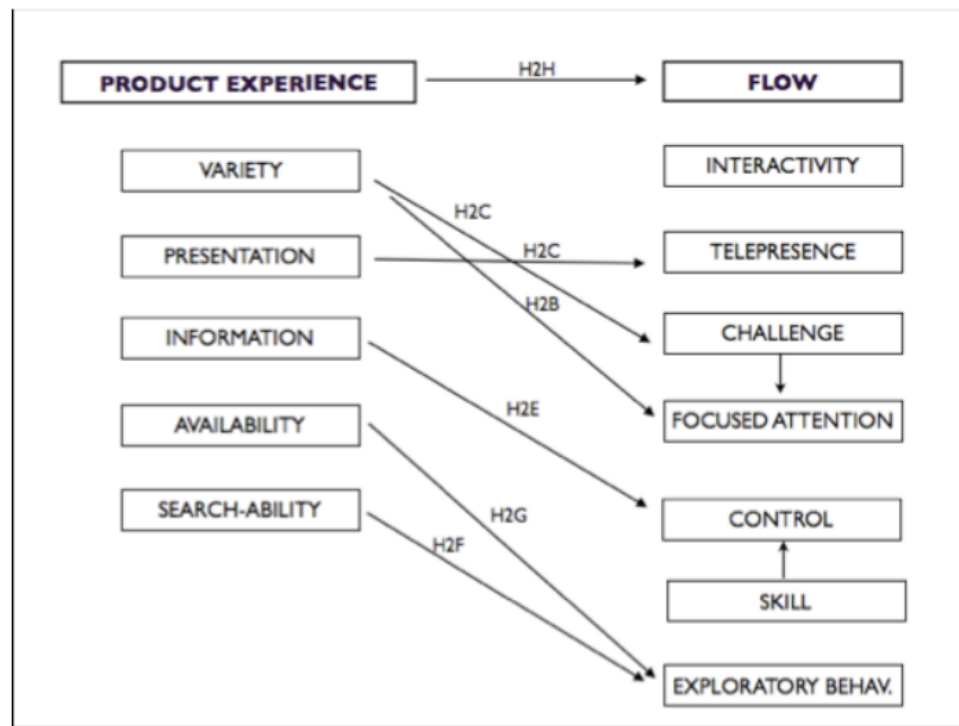 PRODUCT EXPERIENCE
H2H
FLOW
VARIETY
INTERACTIVITY
H2C
PRESENTATION
H2C
TELEPRESENCE
H2B
INFORMATION
CHALLENGE
H2E
AVAILABILITY
FOCUSED ATTENTION
SEARCH-ABILITY
H2G
CONTROL
H2F
SKILL
EXPLORATORY BEHAV.